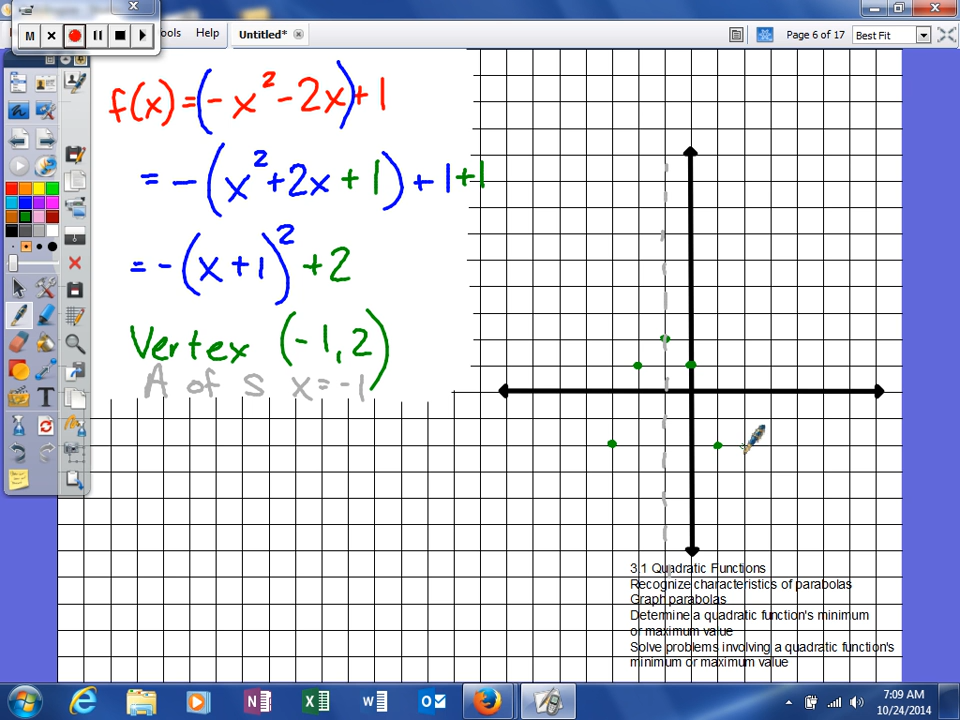 M
ols Help Untitled* Page 6 of 17 Best Fit
f(x) = (-x² - 2x) + 1
= -(x² + 2x + 1) + 1 + 1
= -(x + 1)² + 2
Vertex (-1, 2)
A of S x = -1
3.1 Quadratic Functions
Recognize characteristics of parabolas
Graph parabolas
Determine a quadratic function's minimum
or maximum value
Solve problems involving a quadratic function's
minimum or maximum value
7:09 AM
10/24/2014